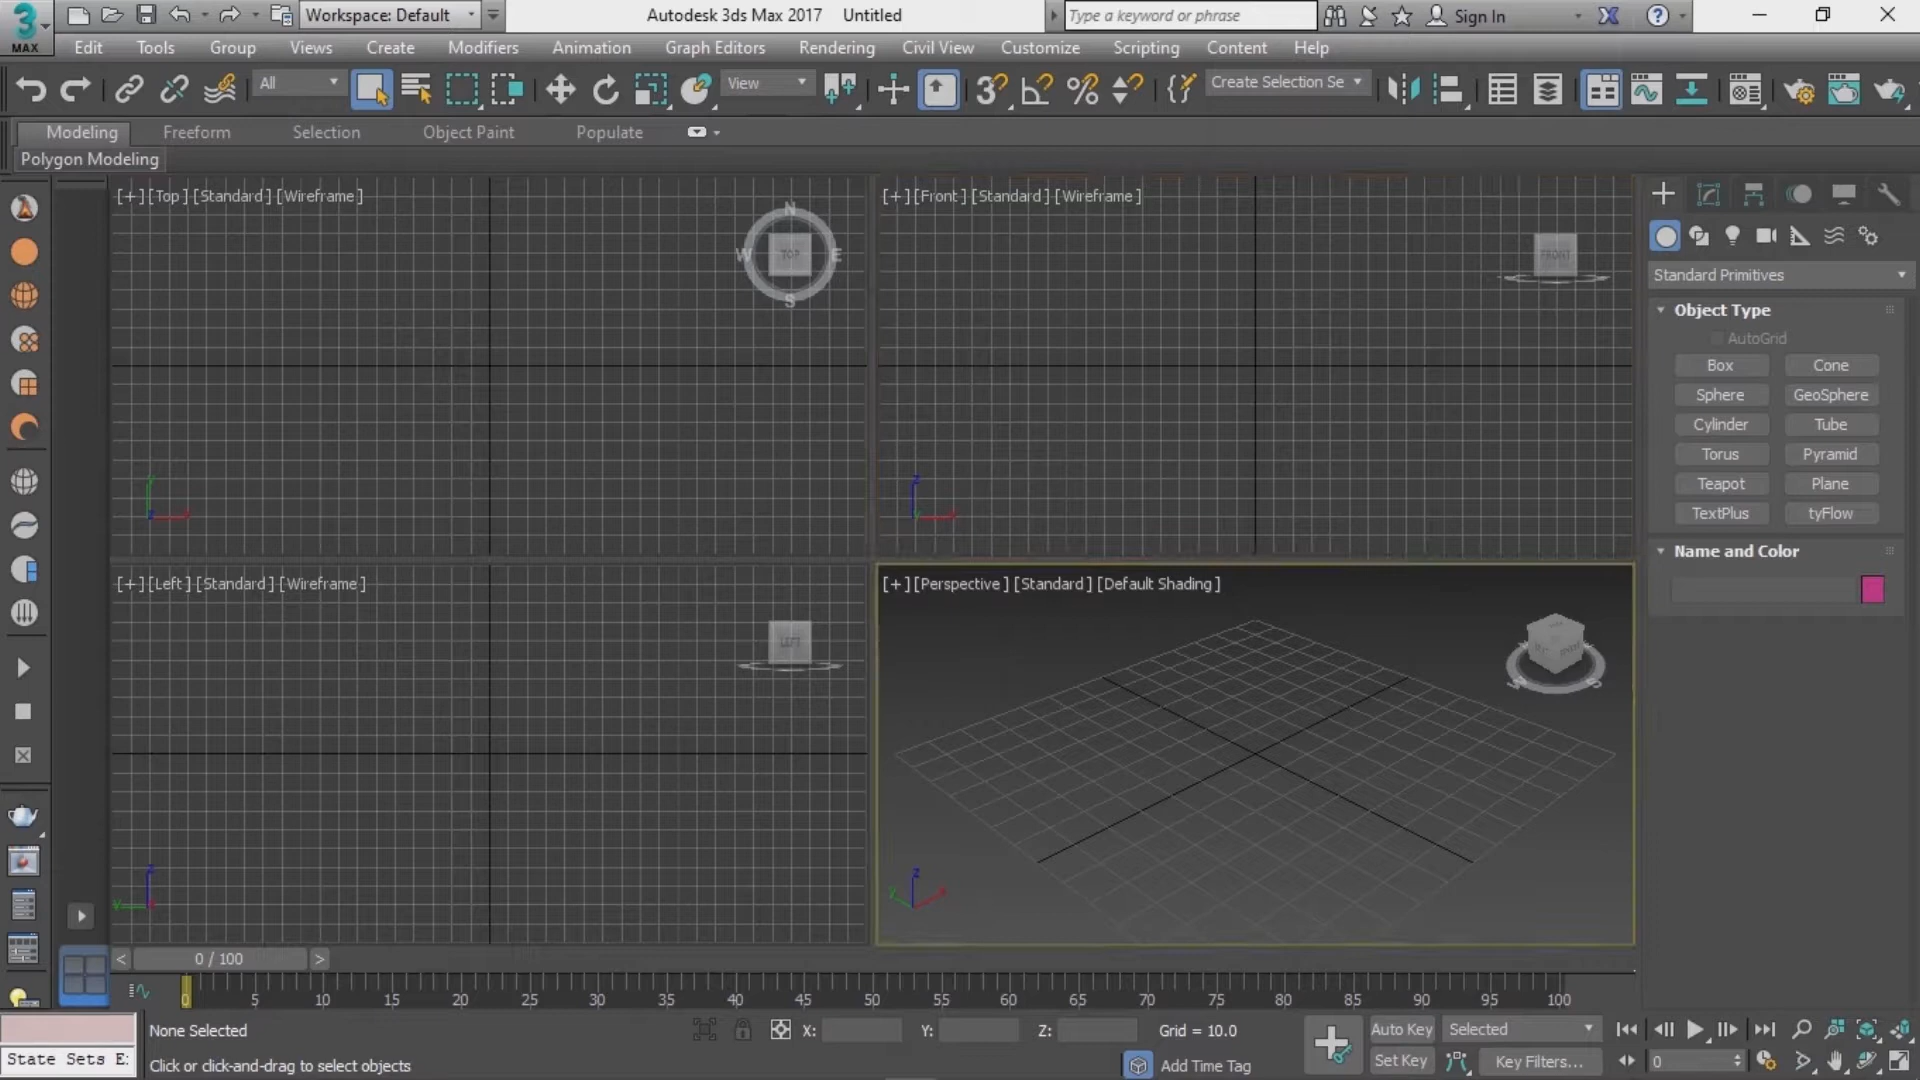 3
MAX
Workspace: Default
Autodesk 3ds Max 2017 Untitled
Type a keyword or phrase
Sign In
Edit Tools Group Views Create Modifiers Animation Graph Editors Rendering Civil View Customize Scripting Content Help
All
View
3
Create Selection Se
Modeling Freeform Selection Object Paint Populate
Polygon Modeling
[+] [Top ] [Standard ] [Wireframe ]
N
W TOP E
S
[+] [Front ] [Standard ] [Wireframe ]
FRONT
Standard Primitives
Object Type
AutoGrid
Box Cone
Sphere GeoSphere
Cylinder Tube
Torus Pyramid
Teapot Plane
TextPlus tyFlow
Name and Color
[+] [Left ] [Standard ] [Wireframe ]
LEFT
[+] [Perspective ] [Standard ] [Default Shading ]
0 / 100
0 5 10 15 20 25 30 35 40 45 50 55 60 65 70 75 80 85 90 95 100
None Selected
X: Y: Z: Grid = 10.0
Auto Key Selected
State Sets E:
Click or click-and-drag to select objects
Add Time Tag
Set Key Key Filters...
0